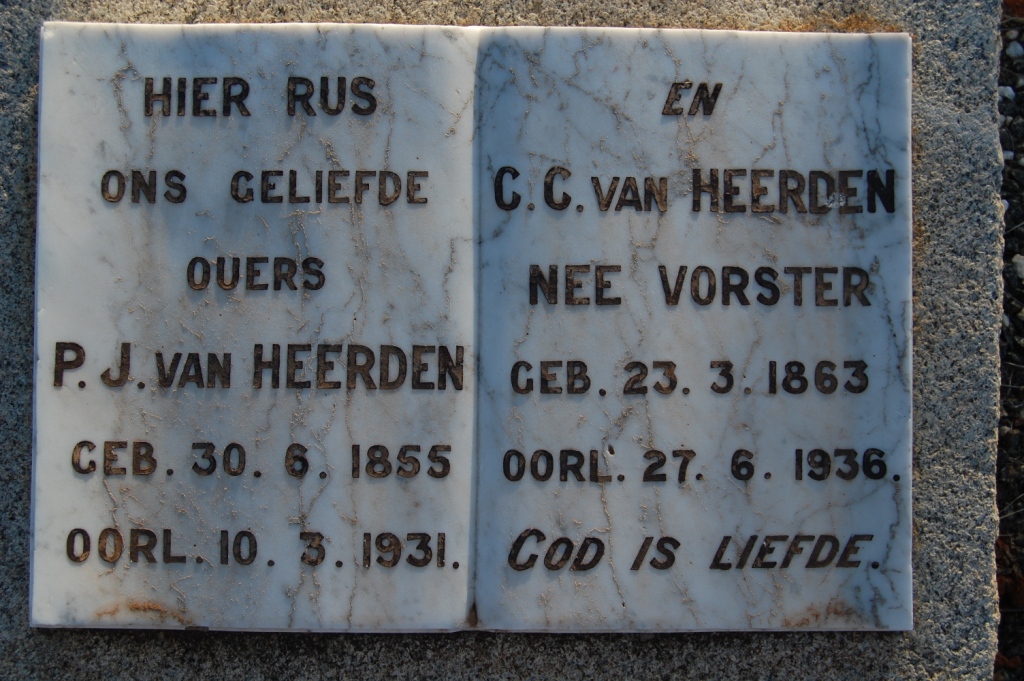 HIER RUS
ONS GELIEFDE
OUERS
P. J. VAN HEERDEN
GEB. 30. 6. 1855
OORL. 10. 3. 1931.
EN
C. C. VAN HEERDEN
NEE VORSTER
GEB. 23. 3. 1863
OORL. 27. 6. 1936.
GOD IS LIEFDE.